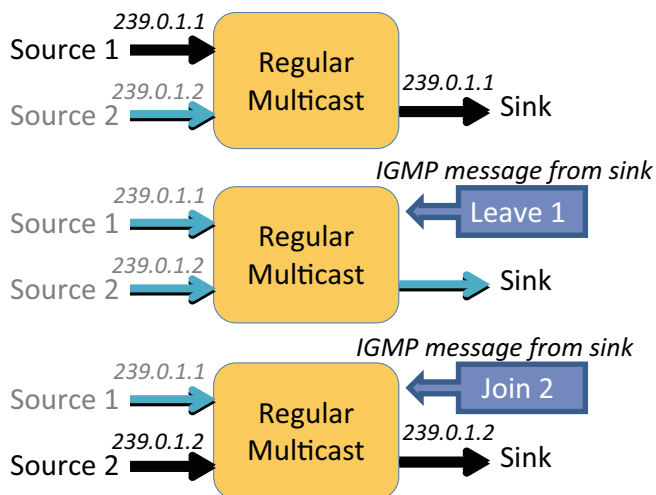 239.0.1.1
Source 1
239.0.1.2
Source 2
Regular
Multicast
239.0.1.1
Sink
IGMP message from sink
239.0.1.1
Source 1
239.0.1.2
Source 2
Regular
Multicast
Leave 1
Sink
IGMP message from sink
239.0.1.1
Source 1
239.0.1.2
Source 2
Regular
Multicast
Join 2
239.0.1.2
Sink